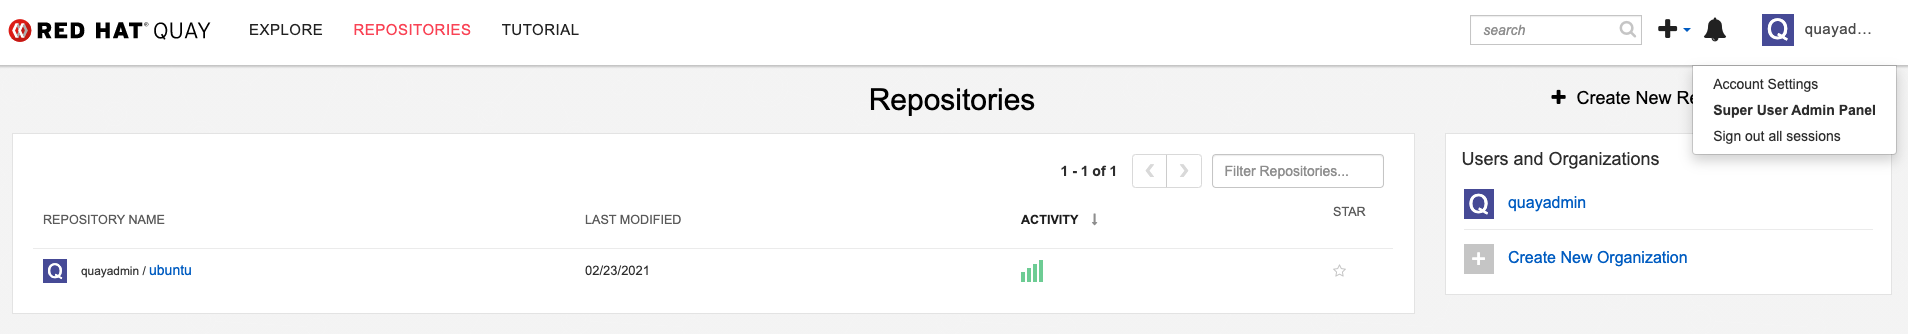 RED HAT® QUAY EXPLORE REPOSITORIES TUTORIAL search quayad...
Account Settings
Super User Admin Panel
Sign out all sessions
Repositories
Create New Re
1 - 1 of 1 Filter Repositories...
REPOSITORY NAME LAST MODIFIED ACTIVITY STAR
quayadmin / ubuntu 02/23/2021
Users and Organizations
quayadmin
Create New Organization